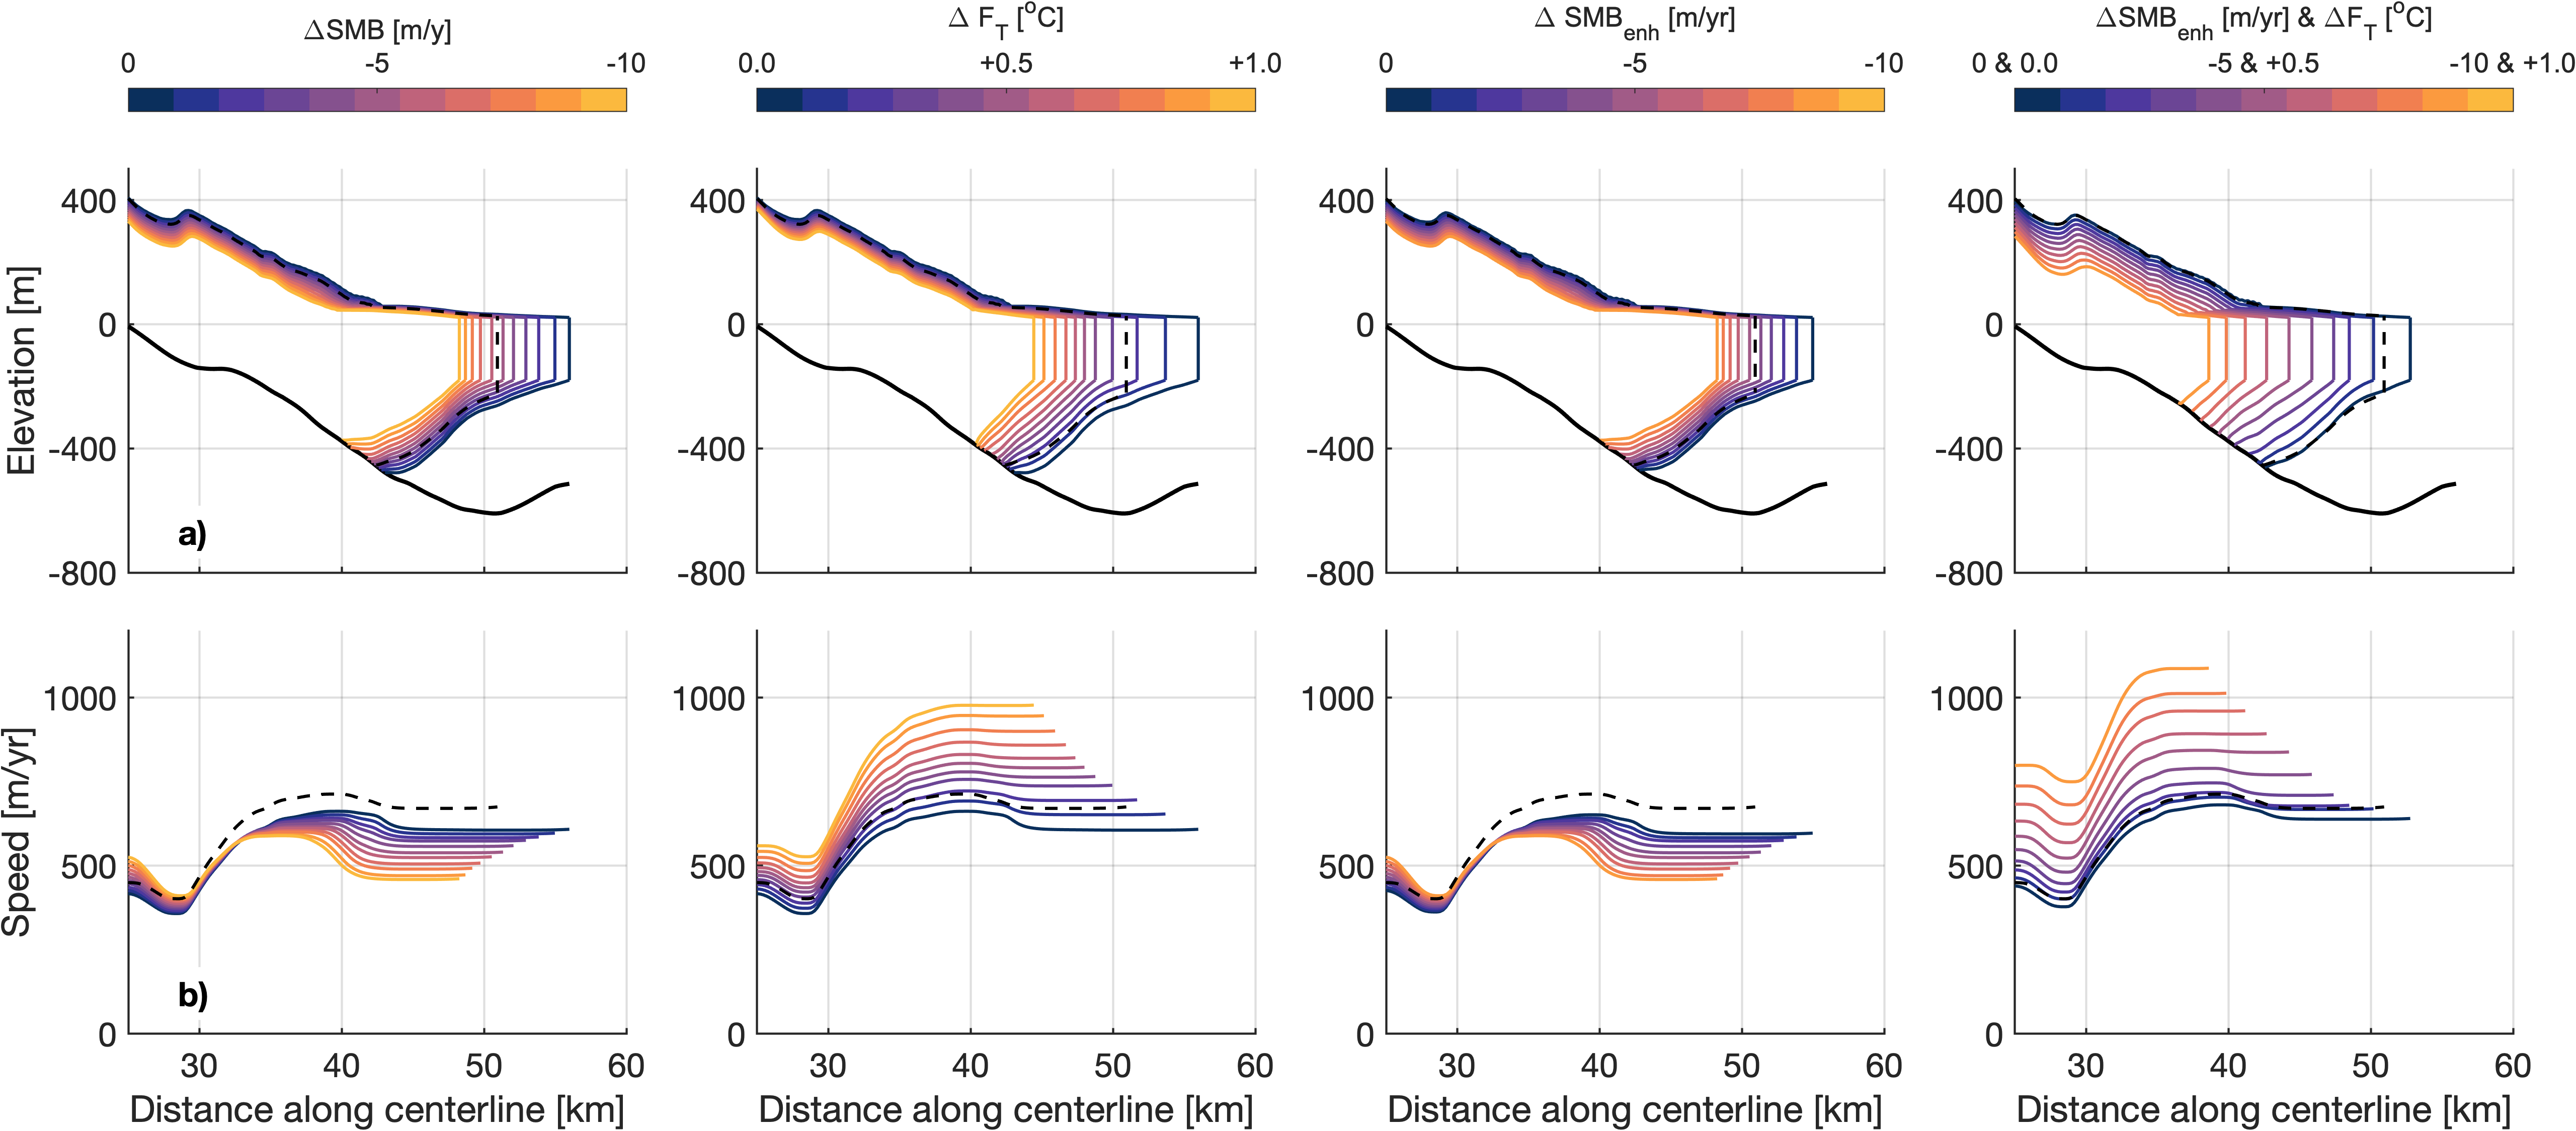 ΔSMB [m/y]
0 -5 -10
Δ F_T [°C]
0.0 +0.5 +1.0
Δ SMB_enh [m/yr]
0 -5 -10
ΔSMB_enh [m/yr] & ΔF_T [°C]
0 & 0.0 -5 & +0.5 -10 & +1.0
Elevation [m]
400
0
-400
-800
a)
400
0
-400
-800
400
0
-400
-800
400
0
-400
-800
Speed [m/yr]
1000
500
0
b)
30 40 50 60
Distance along centerline [km]
1000
500
0
30 40 50 60
Distance along centerline [km]
1000
500
0
30 40 50 60
Distance along centerline [km]
1000
500
0
30 40 50 60
Distance along centerline [km]